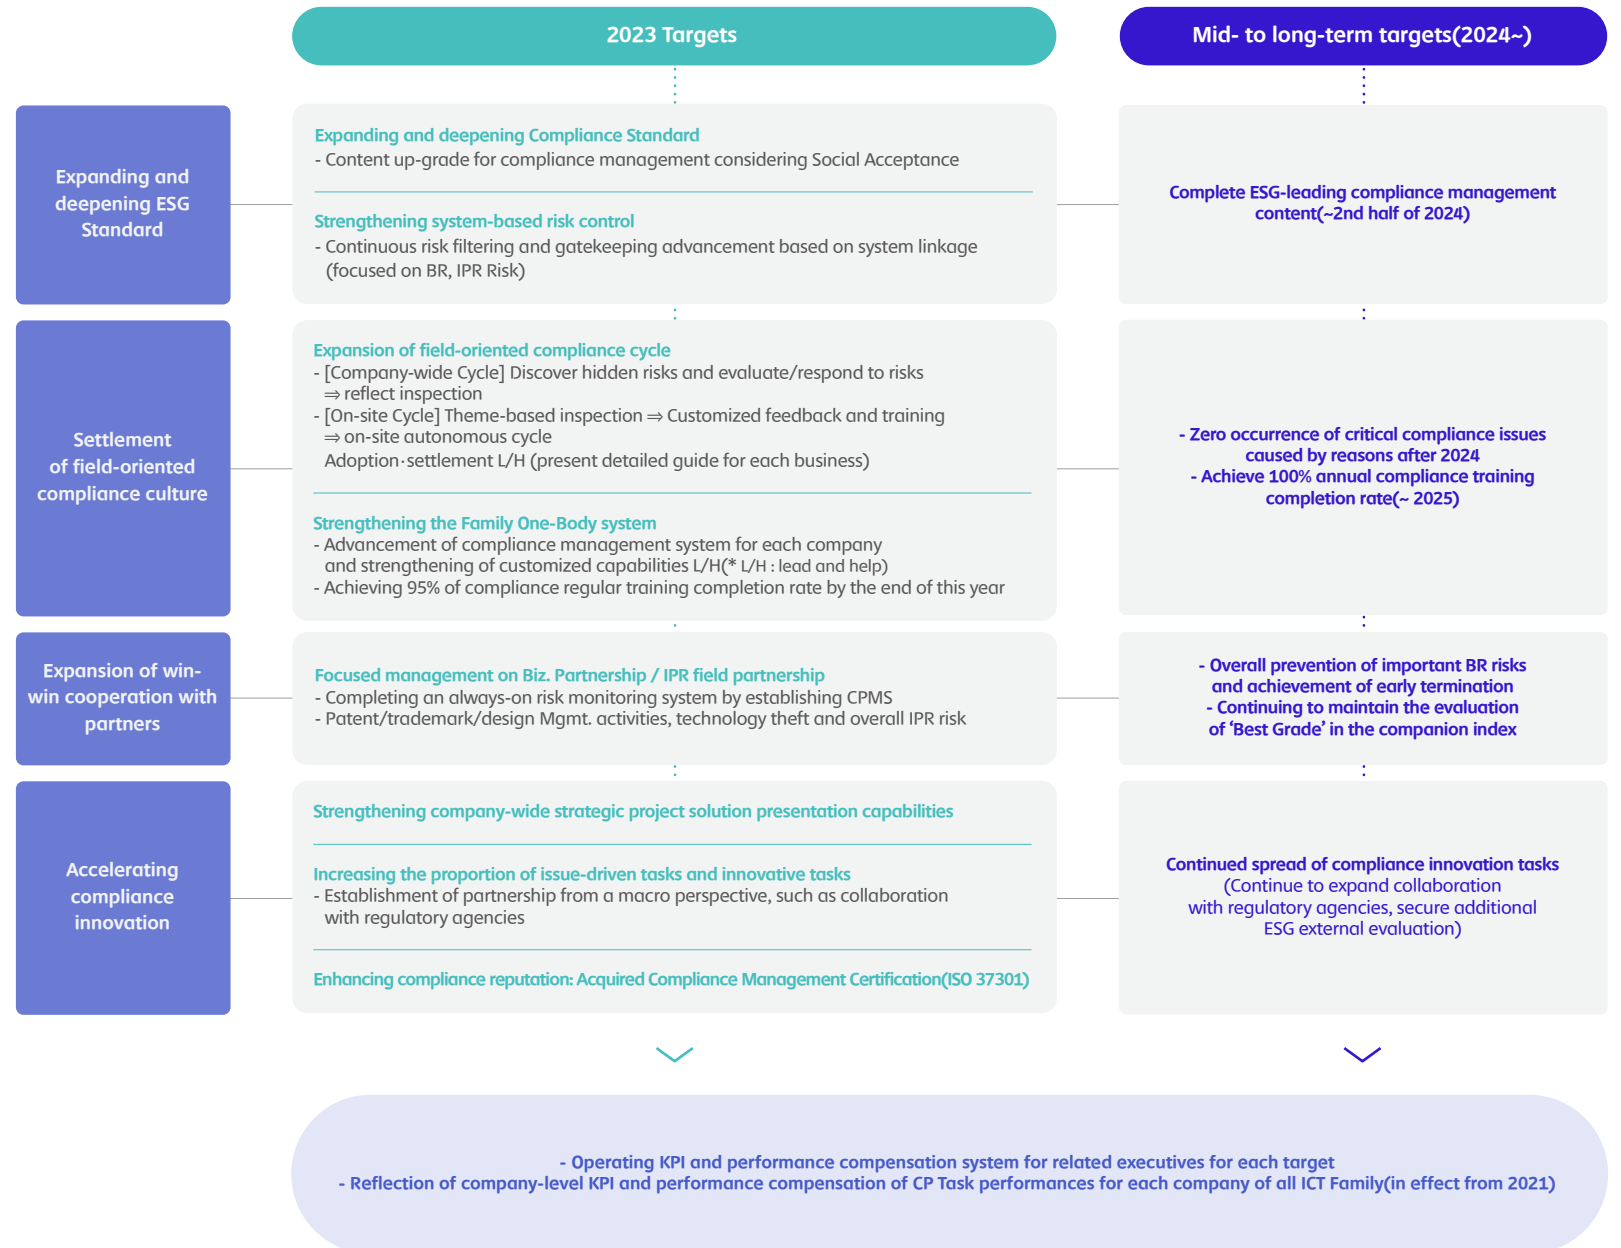 2023 Targets
Mid- to long-term targets(2024~)
Expanding and
deepening ESG
Standard
Expanding and deepening Compliance Standard
- Content up-grade for compliance management considering Social Acceptance
Strengthening system-based risk control
- Continuous risk filtering and gatekeeping advancement based on system linkage
(focused on BR, IPR Risk)
Complete ESG-leading compliance management
content(~2nd half of 2024)
Settlement
of field-oriented
compliance culture
Expansion of field-oriented compliance cycle
- [Company-wide Cycle] Discover hidden risks and evaluate/respond to risks
⇒ reflect inspection
- [On-site Cycle] Theme-based inspection ⇒ Customized feedback and training
⇒ on-site autonomous cycle
Adoption·settlement L/H (present detailed guide for each business)
Strengthening the Family One-Body system
- Advancement of compliance management system for each company
and strengthening of customized capabilities L/H(* L/H : lead and help)
- Achieving 95% of compliance regular training completion rate by the end of this year
- Zero occurrence of critical compliance issues
caused by reasons after 2024
- Achieve 100% annual compliance training
completion rate(~ 2025)
Expansion of win-
win cooperation with
partners
Focused management on Biz. Partnership / IPR field partnership
- Completing an always-on risk monitoring system by establishing CPMS
- Patent/trademark/design Mgmt. activities, technology theft and overall IPR risk
- Overall prevention of important BR risks
and achievement of early termination
- Continuing to maintain the evaluation
of ‘Best Grade’ in the companion index
Accelerating
compliance
innovation
Strengthening company-wide strategic project solution presentation capabilities
Increasing the proportion of issue-driven tasks and innovative tasks
- Establishment of partnership from a macro perspective, such as collaboration
with regulatory agencies
Enhancing compliance reputation: Acquired Compliance Management Certification(ISO 37301)
Continued spread of compliance innovation tasks
(Continue to expand collaboration
with regulatory agencies, secure additional
ESG external evaluation)
- Operating KPI and performance compensation system for related executives for each target
- Reflection of company-level KPI and performance compensation of CP Task performances for each company of all ICT Family(in effect from 2021)